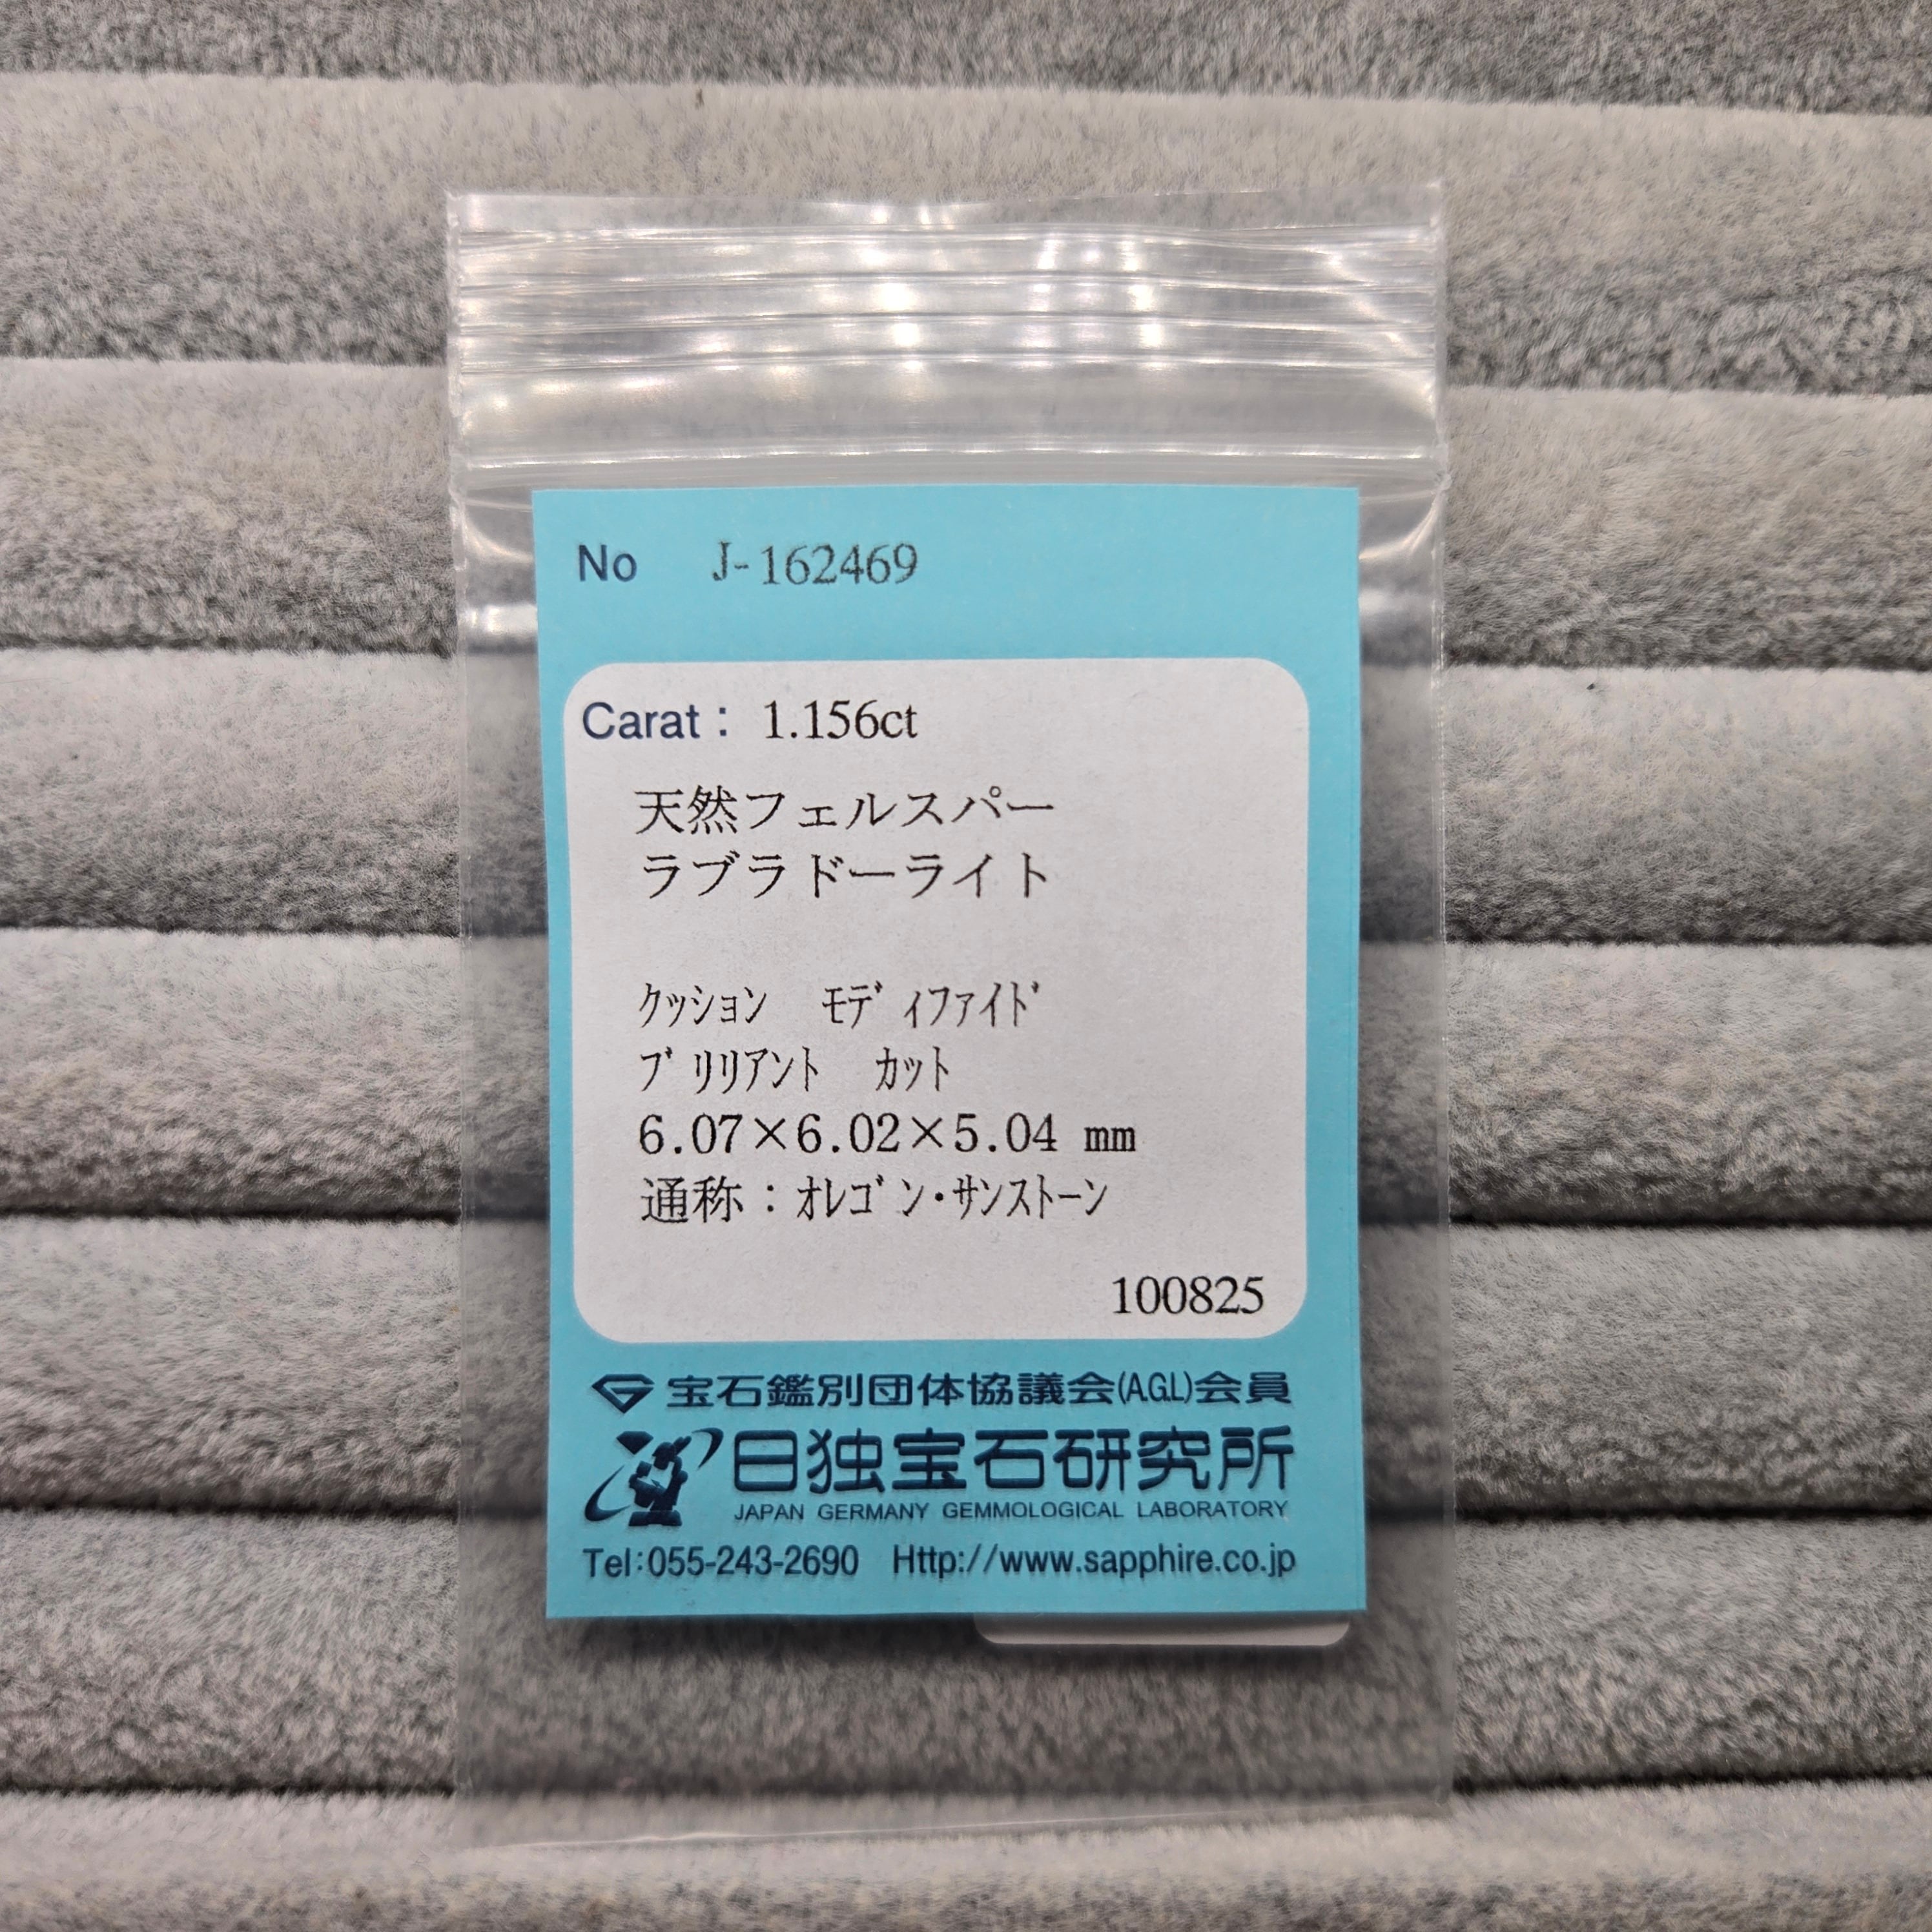 No J-162469
Carat： 1.156ct
天然フェルスパー
ラブラドーライト
ｸｯｼｮﾝ ﾓﾃﾞｨﾌｧｲﾄﾞ
ﾌﾞﾘﾘｱﾝﾄ ｶｯﾄ
6.07×6.02×5.04 ㎜
通称：ｵﾚｺﾞﾝ･ｻﾝｽﾄｰﾝ
100825
宝石鑑別団体協議会(A.G.L)会員
日独宝石研究所
JAPAN GERMANY GEMMOLOGICAL LABORATORY
Tel:055-243-2690 Http://www.sapphire.co.jp